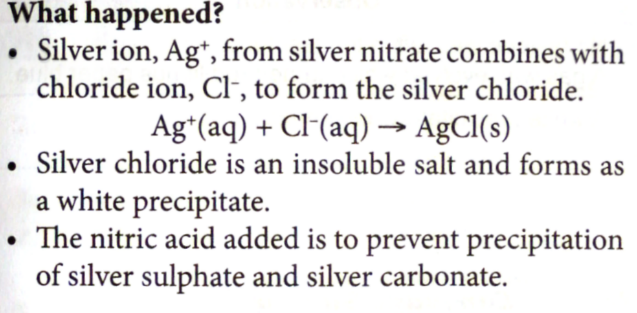 What happened?
• Silver ion, Ag⁺, from silver nitrate combines with
chloride ion, Cl⁻, to form the silver chloride.
Ag⁺(aq) + Cl⁻(aq) → AgCl(s)
• Silver chloride is an insoluble salt and forms as
a white precipitate.
• The nitric acid added is to prevent precipitation
of silver sulphate and silver carbonate.